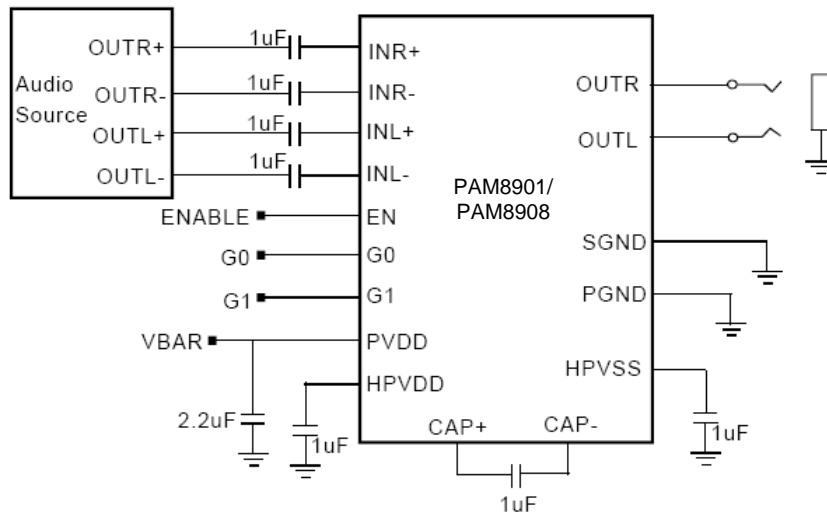 Audio
Source
OUTR+
OUTR-
OUTL+
OUTL-
1uF
1uF
1uF
1uF
ENABLE
G0
G1
VBAR
2.2uF
1uF
INR+
INR-
INL+
INL-
EN
G0
G1
PVDD
HPVDD
PAM8901/
PAM8908
CAP+
CAP-
1uF
OUTR
OUTL
SGND
PGND
HPVSS
1uF